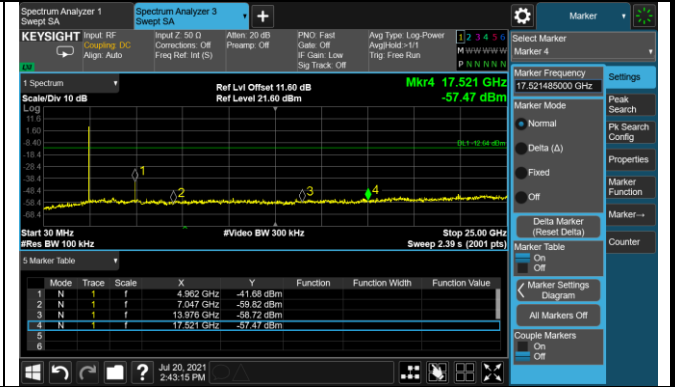 Spectrum Analyzer 1
Swept SA
Spectrum Analyzer 3
Swept SA
Marker
KEYSIGHT
Input: RF
Coupling: DC
Align: Auto
Input Z: 50 Ω
Corrections: Off
Freq Ref: Int (S)
Atten: 20 dB
Preamp: Off
PNO: Fast
Gate: Off
IF Gain: Low
Sig Track: Off
Avg Type: Log-Power
Avg|Hold:>1/1
Trig: Free Run
1 2 3 4 5 6
M W W W W W
P N N N N N
LXI
Select Marker
Marker 4
1 Spectrum
Scale/Div 10 dB
Log
Ref Lvl Offset 11.60 dB
Ref Level 21.60 dBm
Mkr4 17.521 GHz
-57.47 dBm
11.6
1.60
-8.40
-18.4
-28.4
-38.4
-48.4
-58.4
-68.4
DL1 -12.64 dBm
1
2
3
4
Start 30 MHz
#Res BW 100 kHz
#Video BW 300 kHz
Stop 25.00 GHz
Sweep 2.39 s (2001 pts)
5 Marker Table
Mode Trace Scale X Y Function Function Width Function Value
1 N 1 f 4.962 GHz -41.68 dBm
2 N 1 f 7.047 GHz -59.82 dBm
3 N 1 f 13.976 GHz -58.72 dBm
4 N 1 f 17.521 GHz -57.47 dBm
5
6
Marker Frequency
17.521485000 GHz
Marker Mode
Normal
Delta (Δ)
Fixed
Off
Delta Marker
(Reset Delta)
Marker Table
On
Off
Marker Settings
Diagram
All Markers Off
Couple Markers
On
Off
Settings
Peak
Search
Pk Search
Config
Properties
Marker
Function
Marker→
Counter
?
Jul 20, 2021
2:43:15 PM